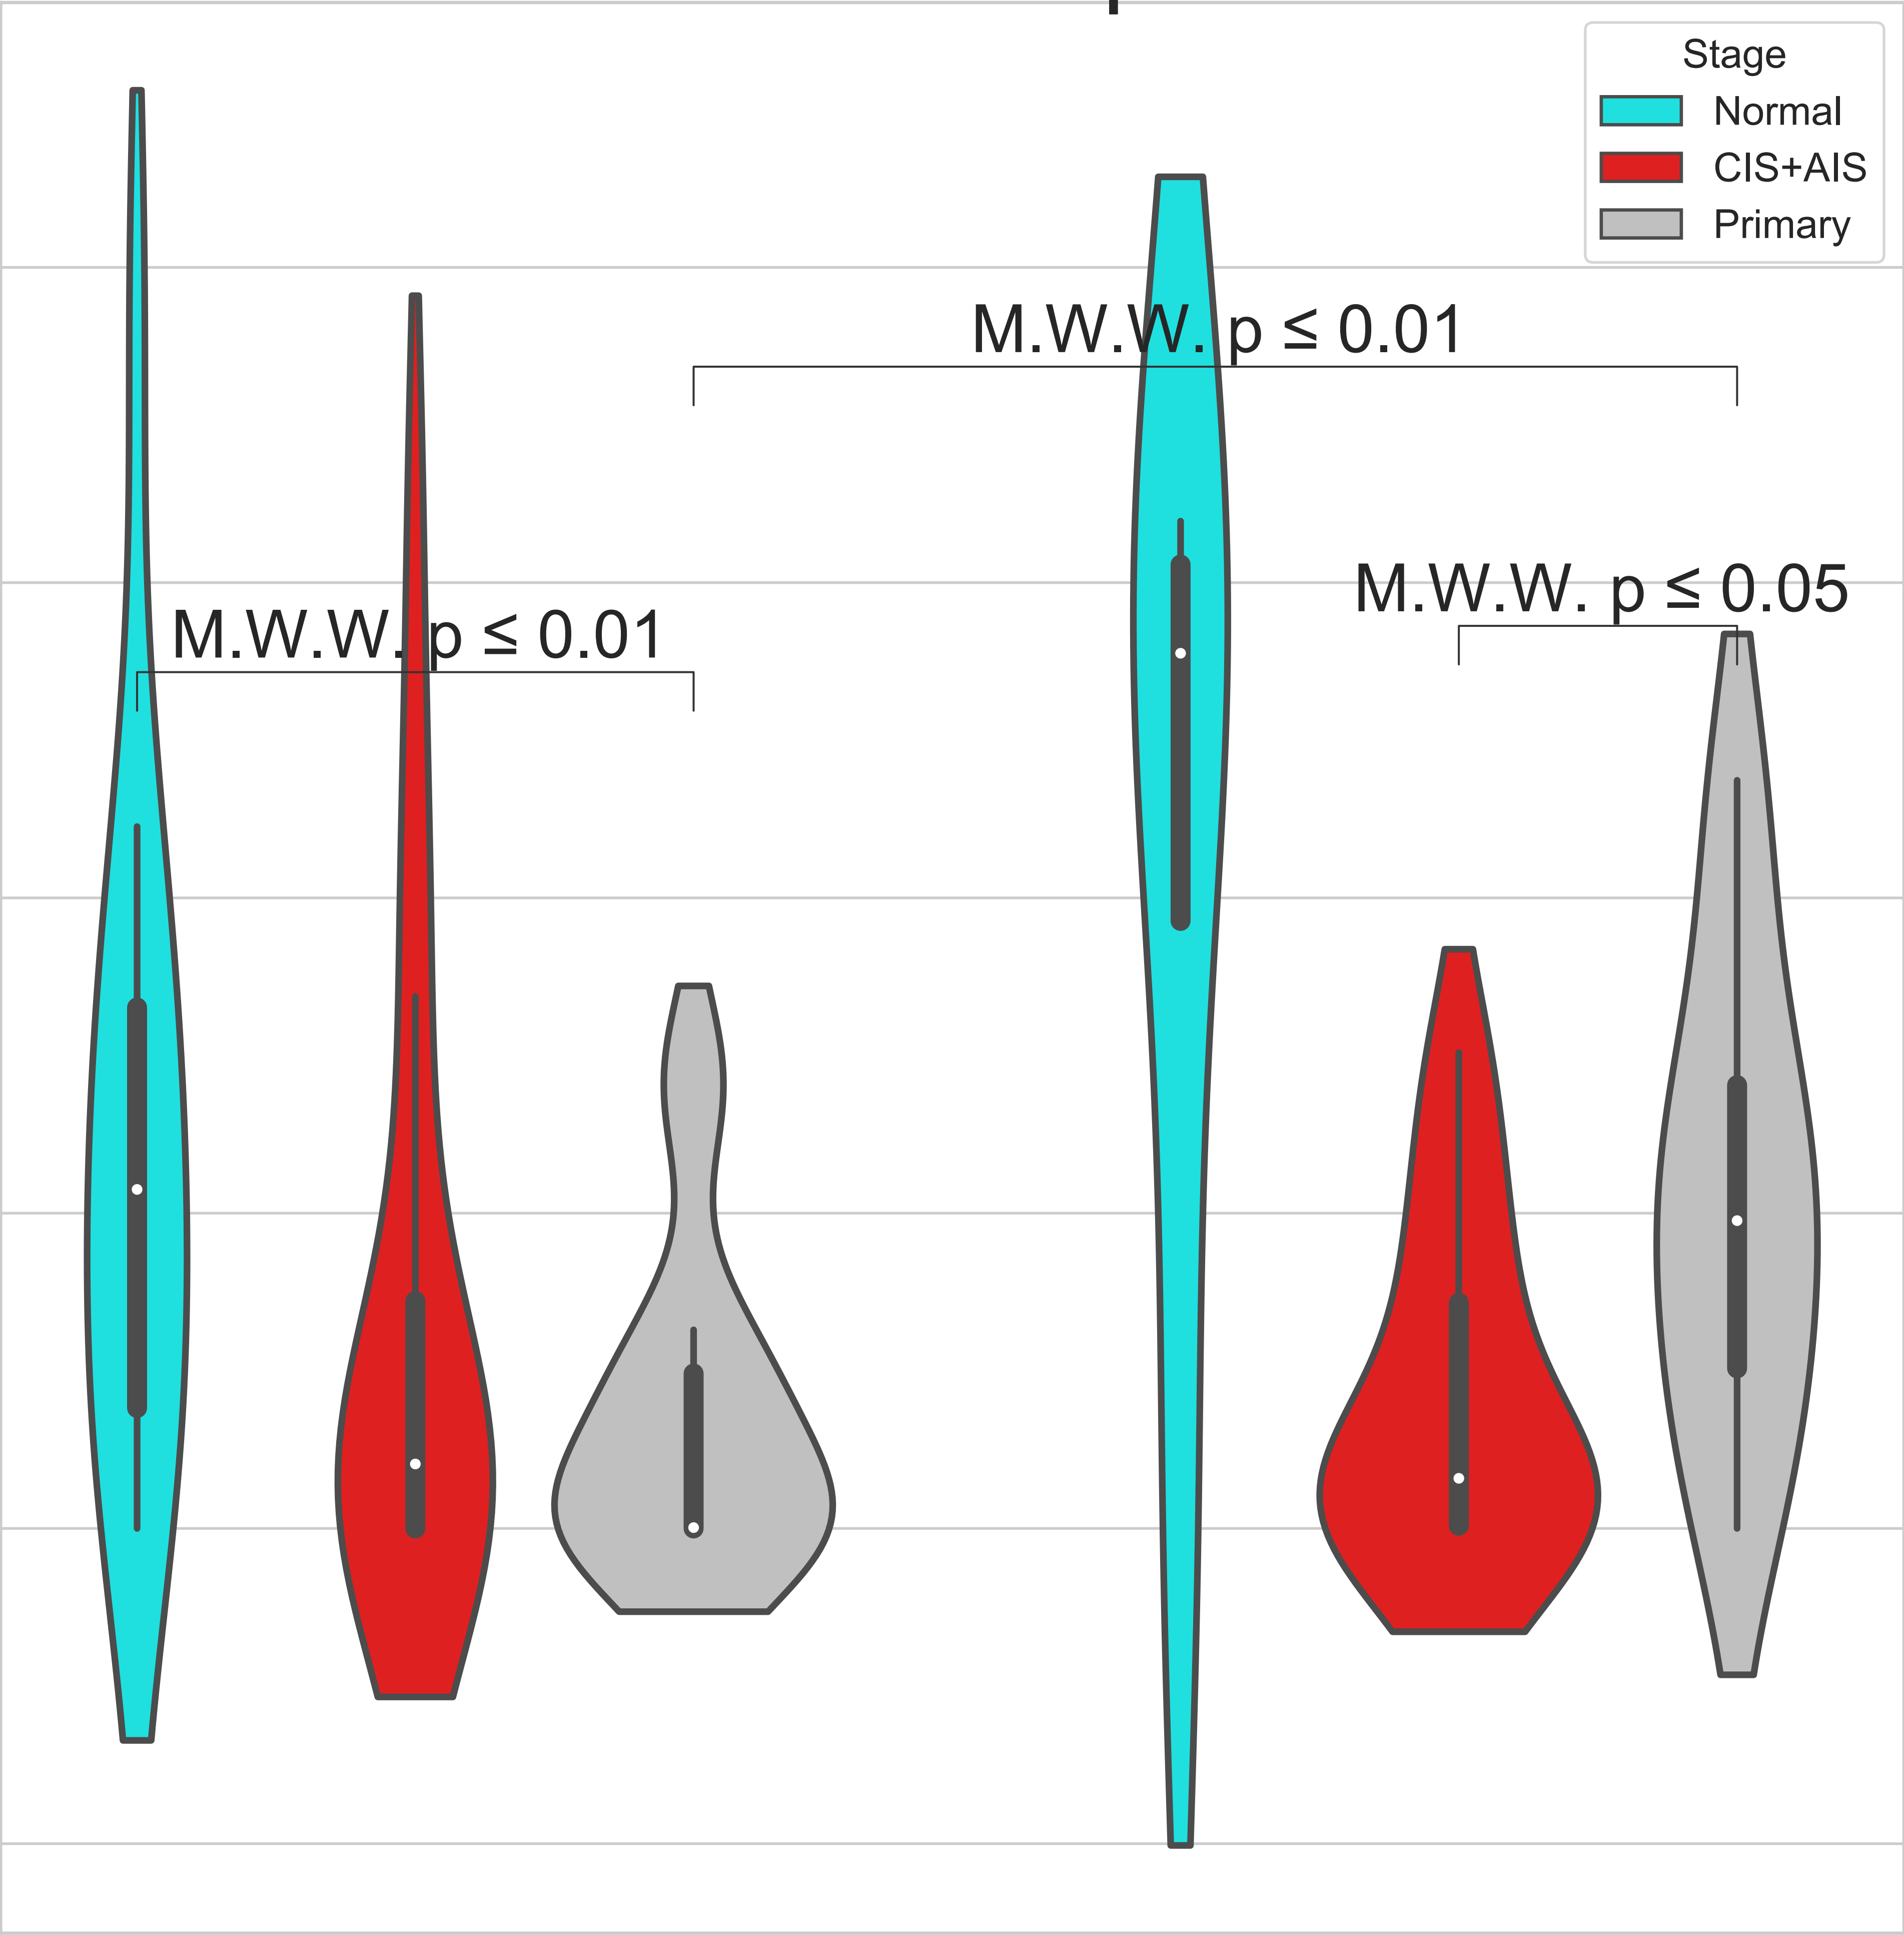 Stage
Normal
CIS+AIS
Primary
M.W.W. p ≤ 0.01
M.W.W. p ≤ 0.05
M.W.W. p ≤ 0.01